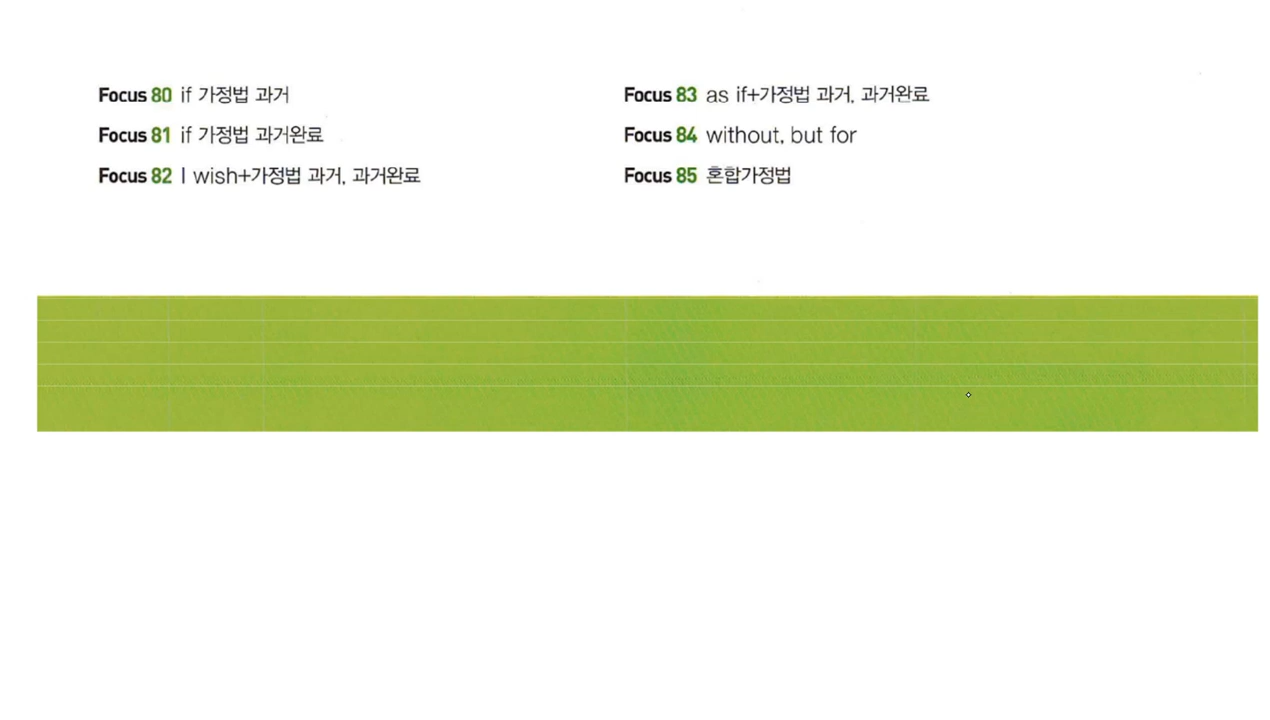 Focus 80 if 가정법 과거
Focus 81 if 가정법 과거완료
Focus 82 I wish+가정법 과거, 과거완료
Focus 83 as if+가정법 과거, 과거완료
Focus 84 without, but for
Focus 85 혼합가정법